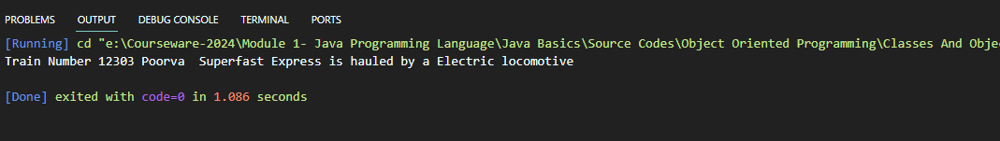 PROBLEMS OUTPUT DEBUG CONSOLE TERMINAL PORTS
[Running] cd "e:\Courseware-2024\Module 1- Java Programming Language\Java Basics\Source Codes\Object Oriented Programming\Classes And Obje
Train Number 12303 Poorva  Superfast Express is hauled by a Electric locomotive
[Done] exited with code=0 in 1.086 seconds